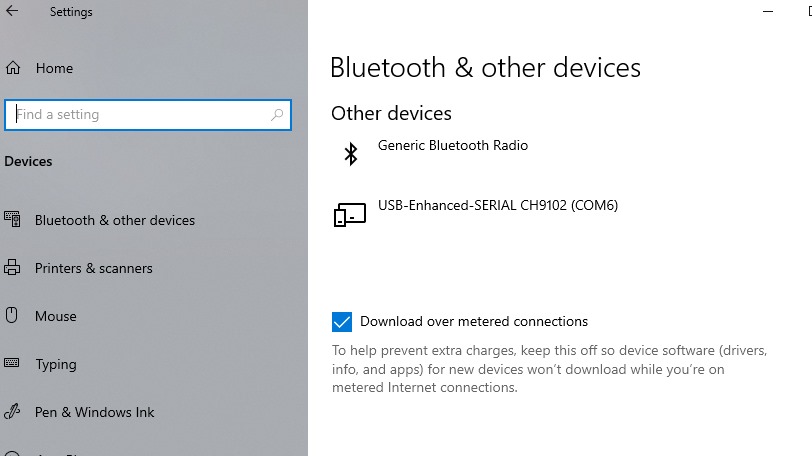 Settings
Home
Find a setting
Devices
Bluetooth & other devices
Printers & scanners
Mouse
Typing
Pen & Windows Ink
Bluetooth & other devices
Other devices
Generic Bluetooth Radio
USB-Enhanced-SERIAL CH9102 (COM6)
Download over metered connections
To help prevent extra charges, keep this off so device software (drivers,
info, and apps) for new devices won’t download while you’re on
metered Internet connections.